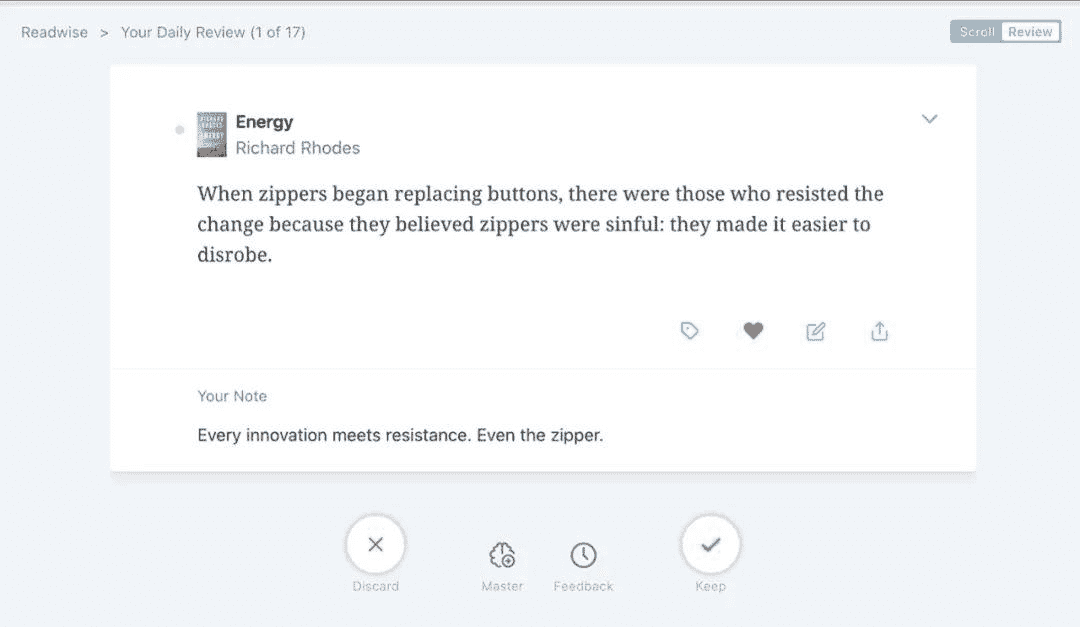 Readwise > Your Daily Review (1 of 17)
Scroll Review
Energy
Richard Rhodes
When zippers began replacing buttons, there were those who resisted the
change because they believed zippers were sinful: they made it easier to
disrobe.
Your Note
Every innovation meets resistance. Even the zipper.
Discard Master Feedback Keep